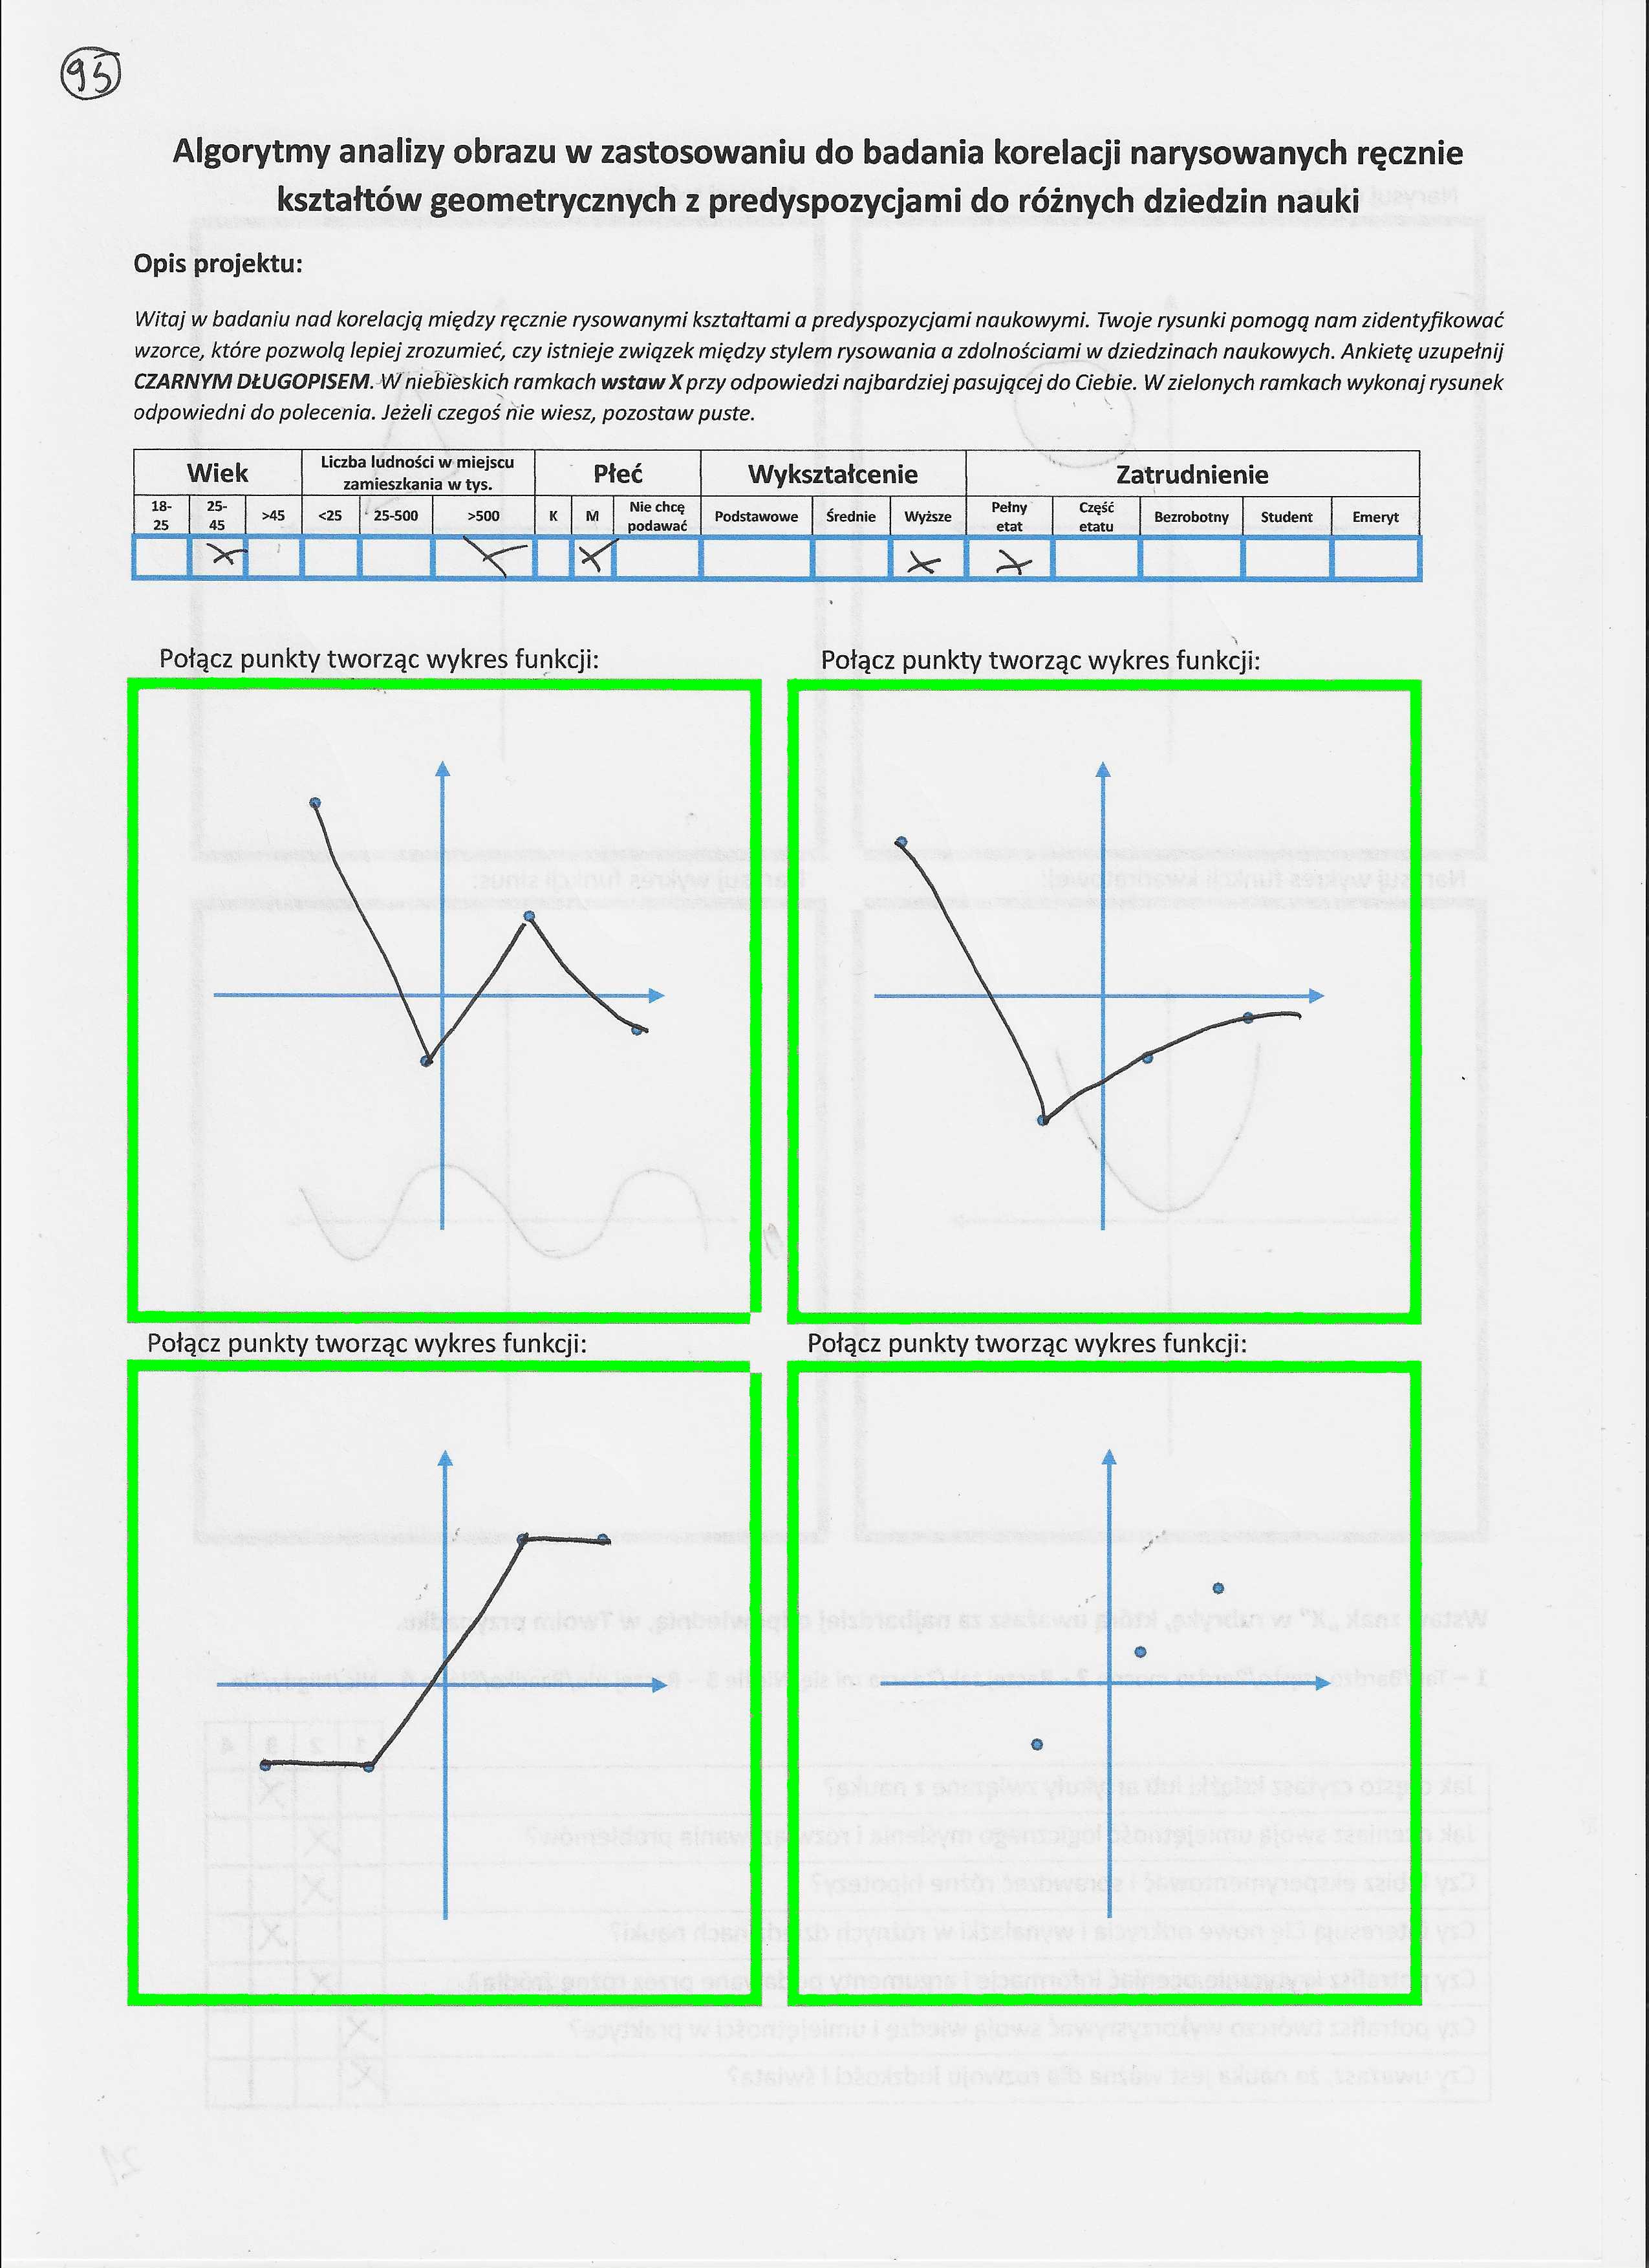 95
Algorytmy analizy obrazu w zastosowaniu do badania korelacji narysowanych ręcznie
kształtów geometrycznych z predyspozycjami do różnych dziedzin nauki
Opis projektu:
Witaj w badaniu nad korelacją między ręcznie rysowanymi kształtami a predyspozycjami naukowymi. Twoje rysunki pomogą nam zidentyfikować
wzorce, które pozwolą lepiej zrozumieć, czy istnieje związek między stylem rysowania a zdolnościami w dziedzinach naukowych. Ankietę uzupełnij
CZARNYM DŁUGOPISEM. W niebieskich ramkach wstaw X przy odpowiedzi najbardziej pasującej do Ciebie. W zielonych ramkach wykonaj rysunek
odpowiedni do polecenia. Jeżeli czegoś nie wiesz, pozostaw puste.
Wiek Liczba ludności w miejscu zamieszkania w tys. Płeć Wykształcenie Zatrudnienie
18-25 25-45 >45 <25 25-500 >500 K M Nie chcę podawać Podstawowe Średnie Wyższe Pełny etat Część etatu Bezrobotny Student Emeryt
X X X X X
Połącz punkty tworząc wykres funkcji: Połącz punkty tworząc wykres funkcji:
Połącz punkty tworząc wykres funkcji: Połącz punkty tworząc wykres funkcji: